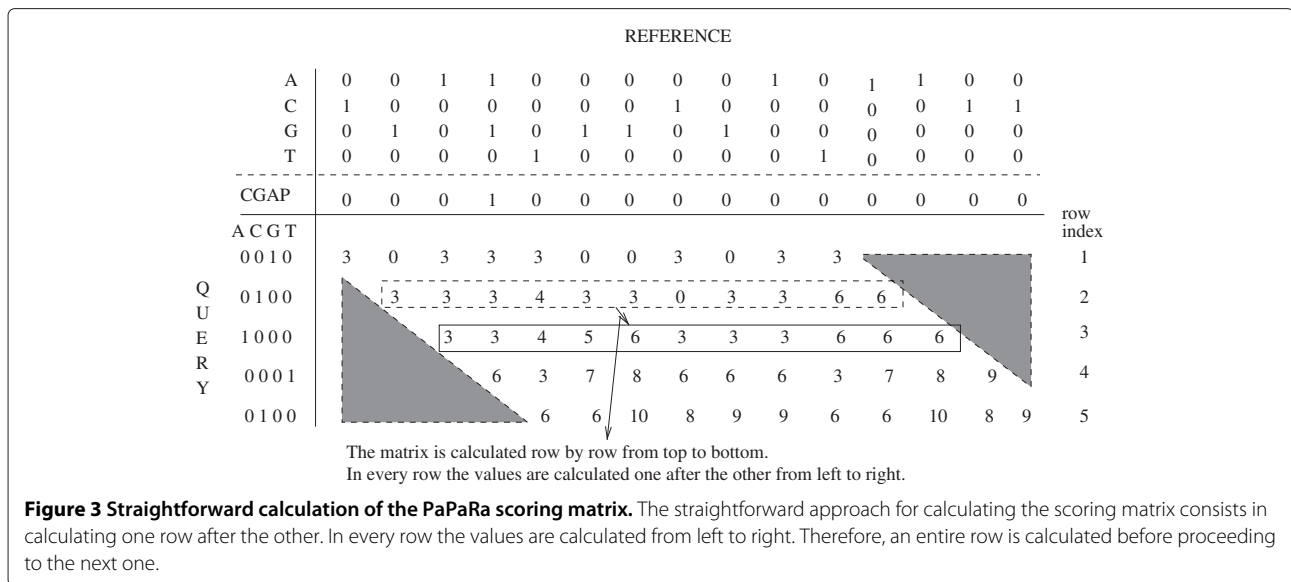 REFERENCE
A 0 0 1 1 0 0 0 0 0 1 0 1 1 0 0
C 1 0 0 0 0 0 0 1 0 0 0 0 0 1 1
G 0 1 0 1 0 1 1 0 1 0 0 0 0 0 0
T 0 0 0 0 1 0 0 0 0 0 1 0 0 0 0
CGAP 0 0 0 1 0 0 0 0 0 0 0 0 0 0 0
row
A C G T index
0 0 1 0 3 0 3 3 3 0 0 3 0 3 3 1
QUERY
0 1 0 0 3 3 3 4 3 3 0 3 3 6 6 2
1 0 0 0 3 3 4 5 6 3 3 3 6 6 6 3
0 0 0 1 6 3 7 8 6 6 6 3 7 8 9 4
0 1 0 0 6 6 10 8 9 9 6 6 10 8 9 5
The matrix is calculated row by row from top to bottom.
In every row the values are calculated one after the other from left to right.
Figure 3 Straightforward calculation of the PaPaRa scoring matrix. The straightforward approach for calculating the scoring matrix consists in
calculating one row after the other. In every row the values are calculated from left to right. Therefore, an entire row is calculated before proceeding
to the next one.